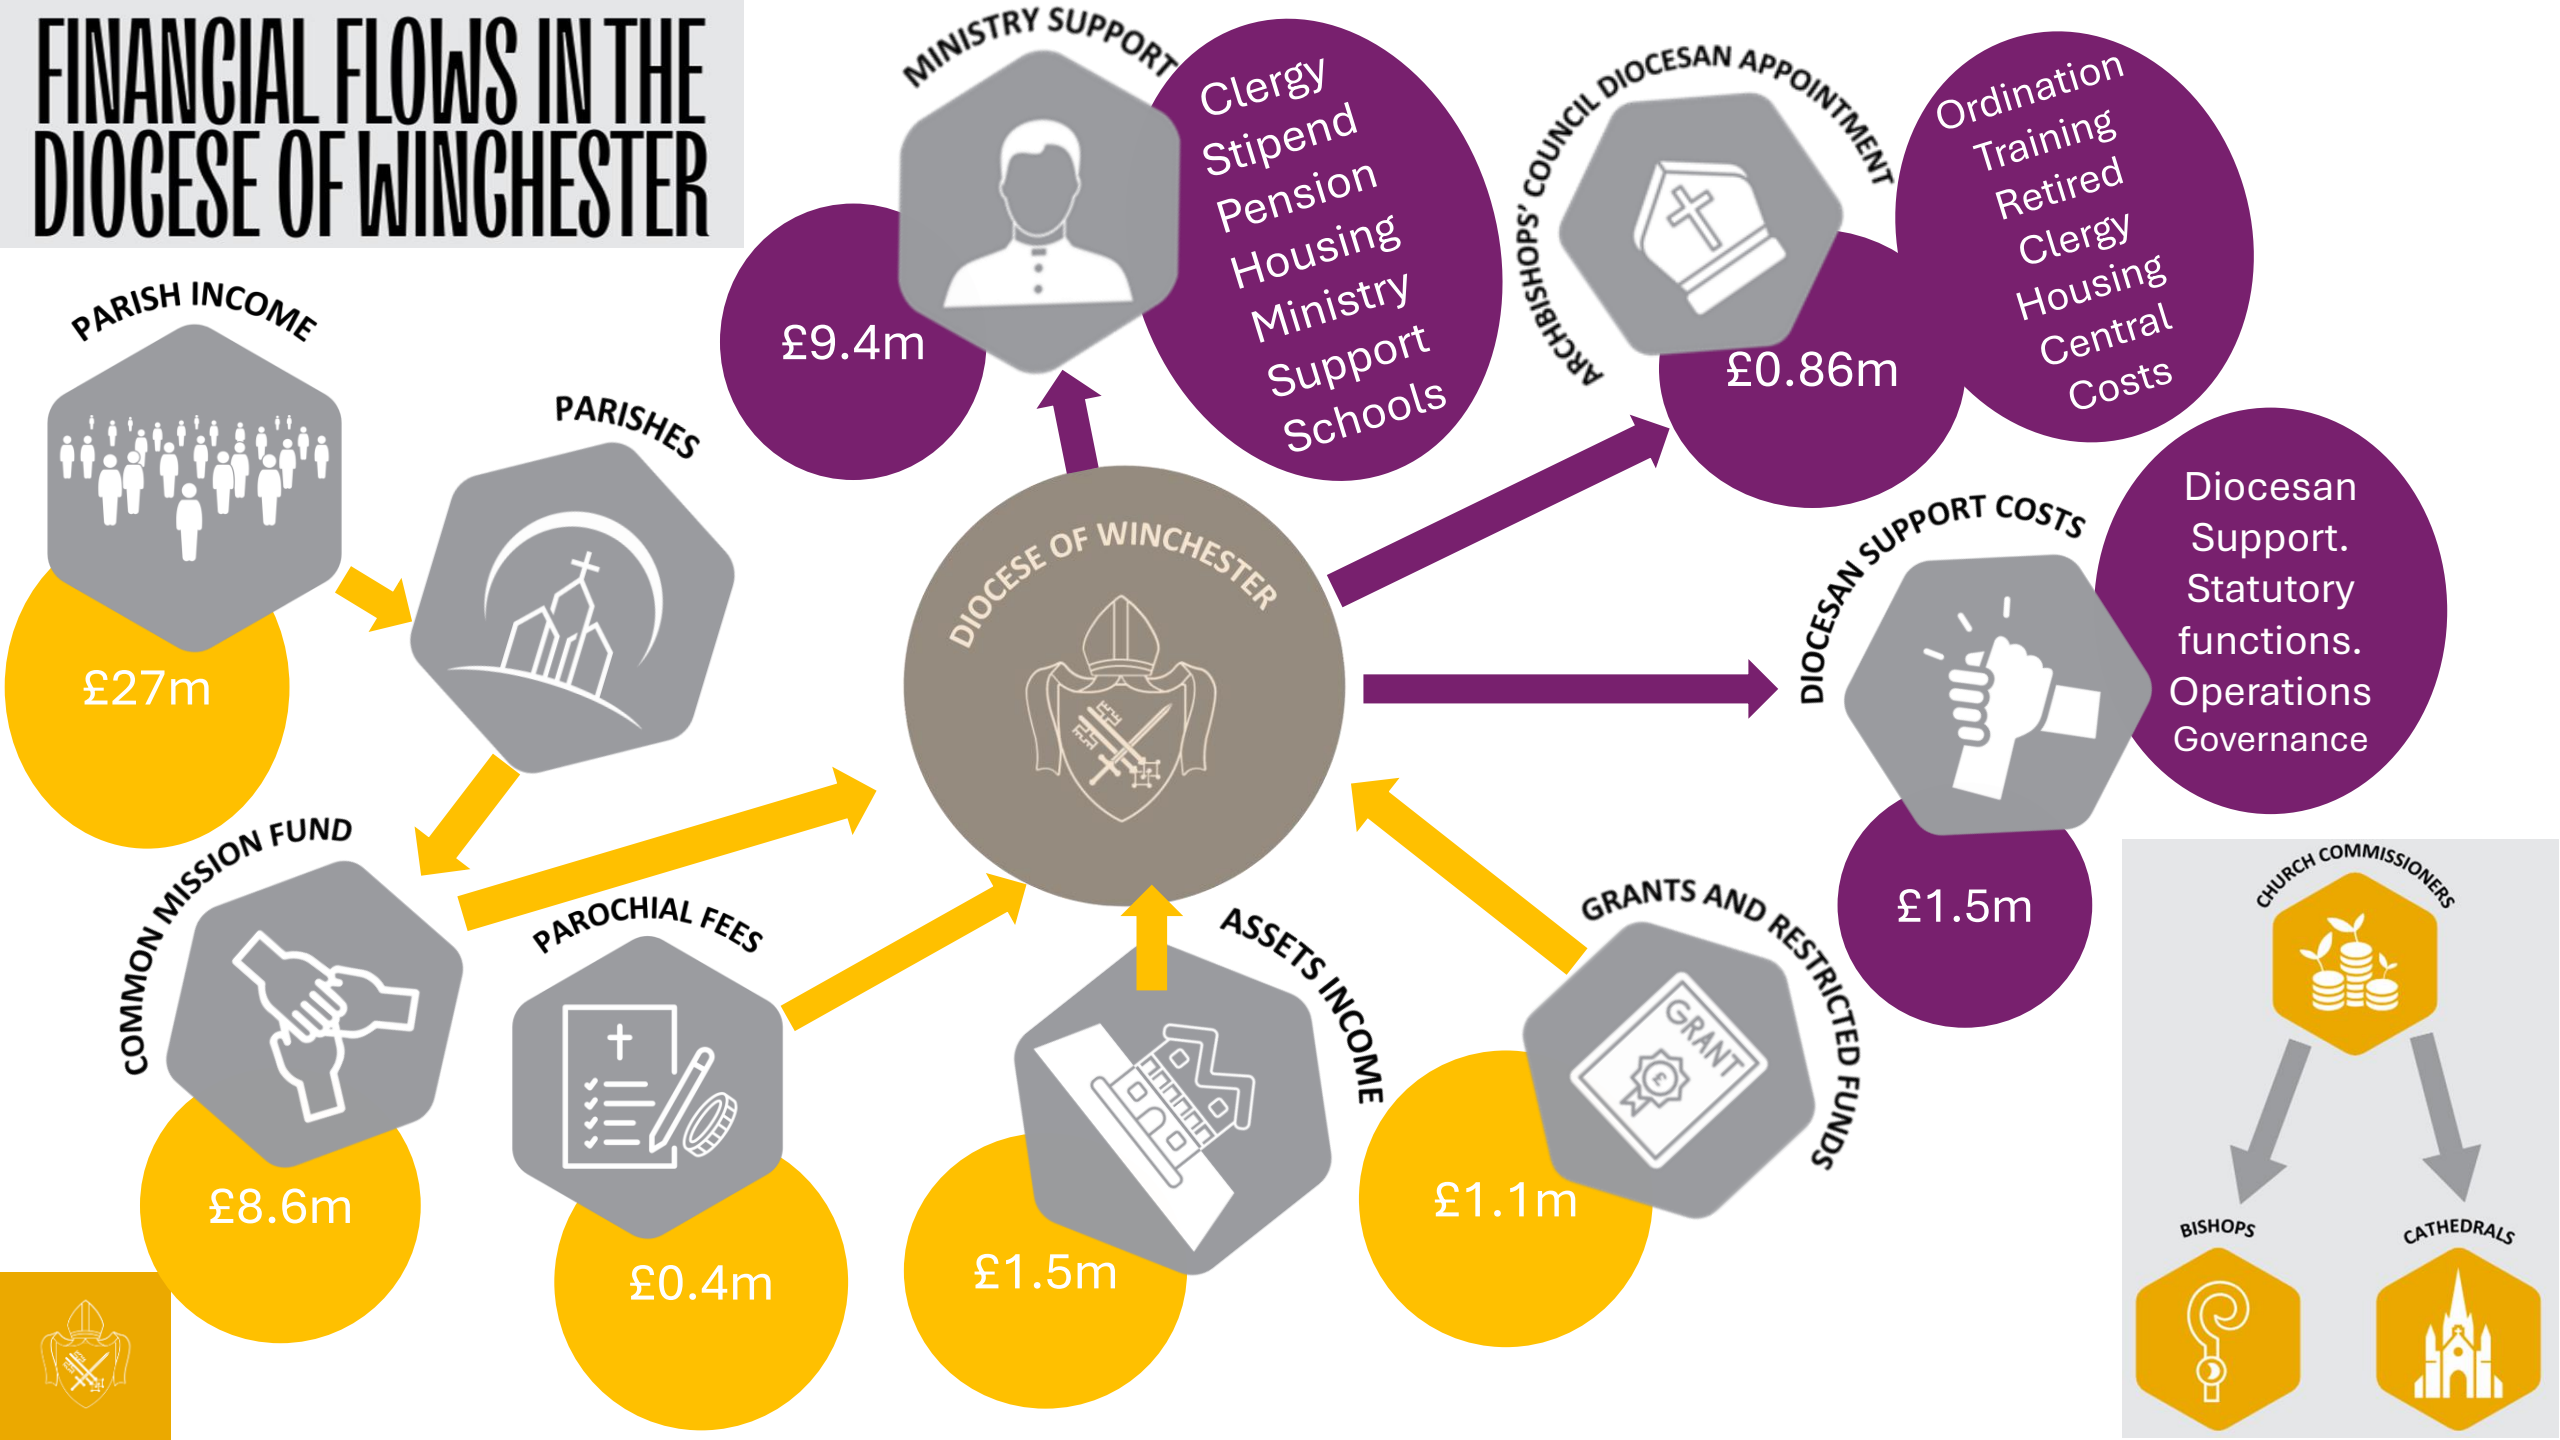 FINANCIAL FLOWS IN THE
DIOCESE OF WINCHESTER
PARISH INCOME
£27m
PARISHES
COMMON MISSION FUND
£8.6m
PAROCHIAL FEES
£0.4m
ASSETS INCOME
£1.5m
GRANTS AND RESTRICTED FUNDS
GRANT
£
£1.1m
DIOCESE OF WINCHESTER
MINISTRY SUPPORT
£9.4m
Clergy
Stipend
Pension
Housing
Ministry
Support
Schools
ARCHBISHOPS' COUNCIL DIOCESAN APPOINTMENT
£0.86m
Ordination
Training
Retired
Clergy
Housing
Central
Costs
DIOCESAN SUPPORT COSTS
Diocesan
Support.
Statutory
functions.
Operations
Governance
£1.5m
CHURCH COMMISSIONERS
BISHOPS
CATHEDRALS